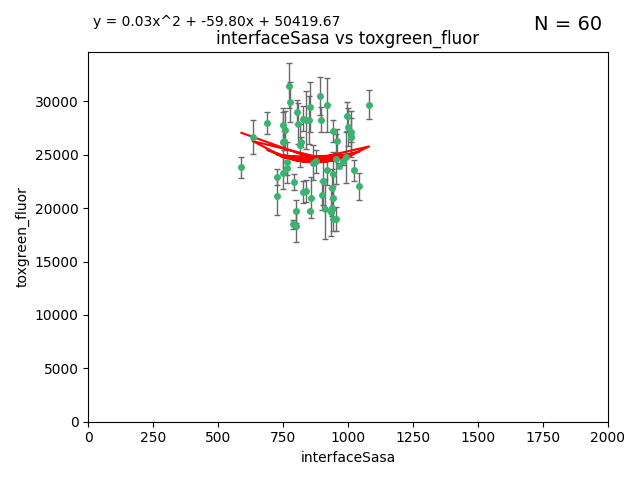 y = 0.03x^2 + -59.80x + 50419.67
N = 60
interfaceSasa vs toxgreen_fluor
30000
25000
20000
15000
10000
5000
0
toxgreen_fluor
0 250 500 750 1000 1250 1500 1750 2000
interfaceSasa